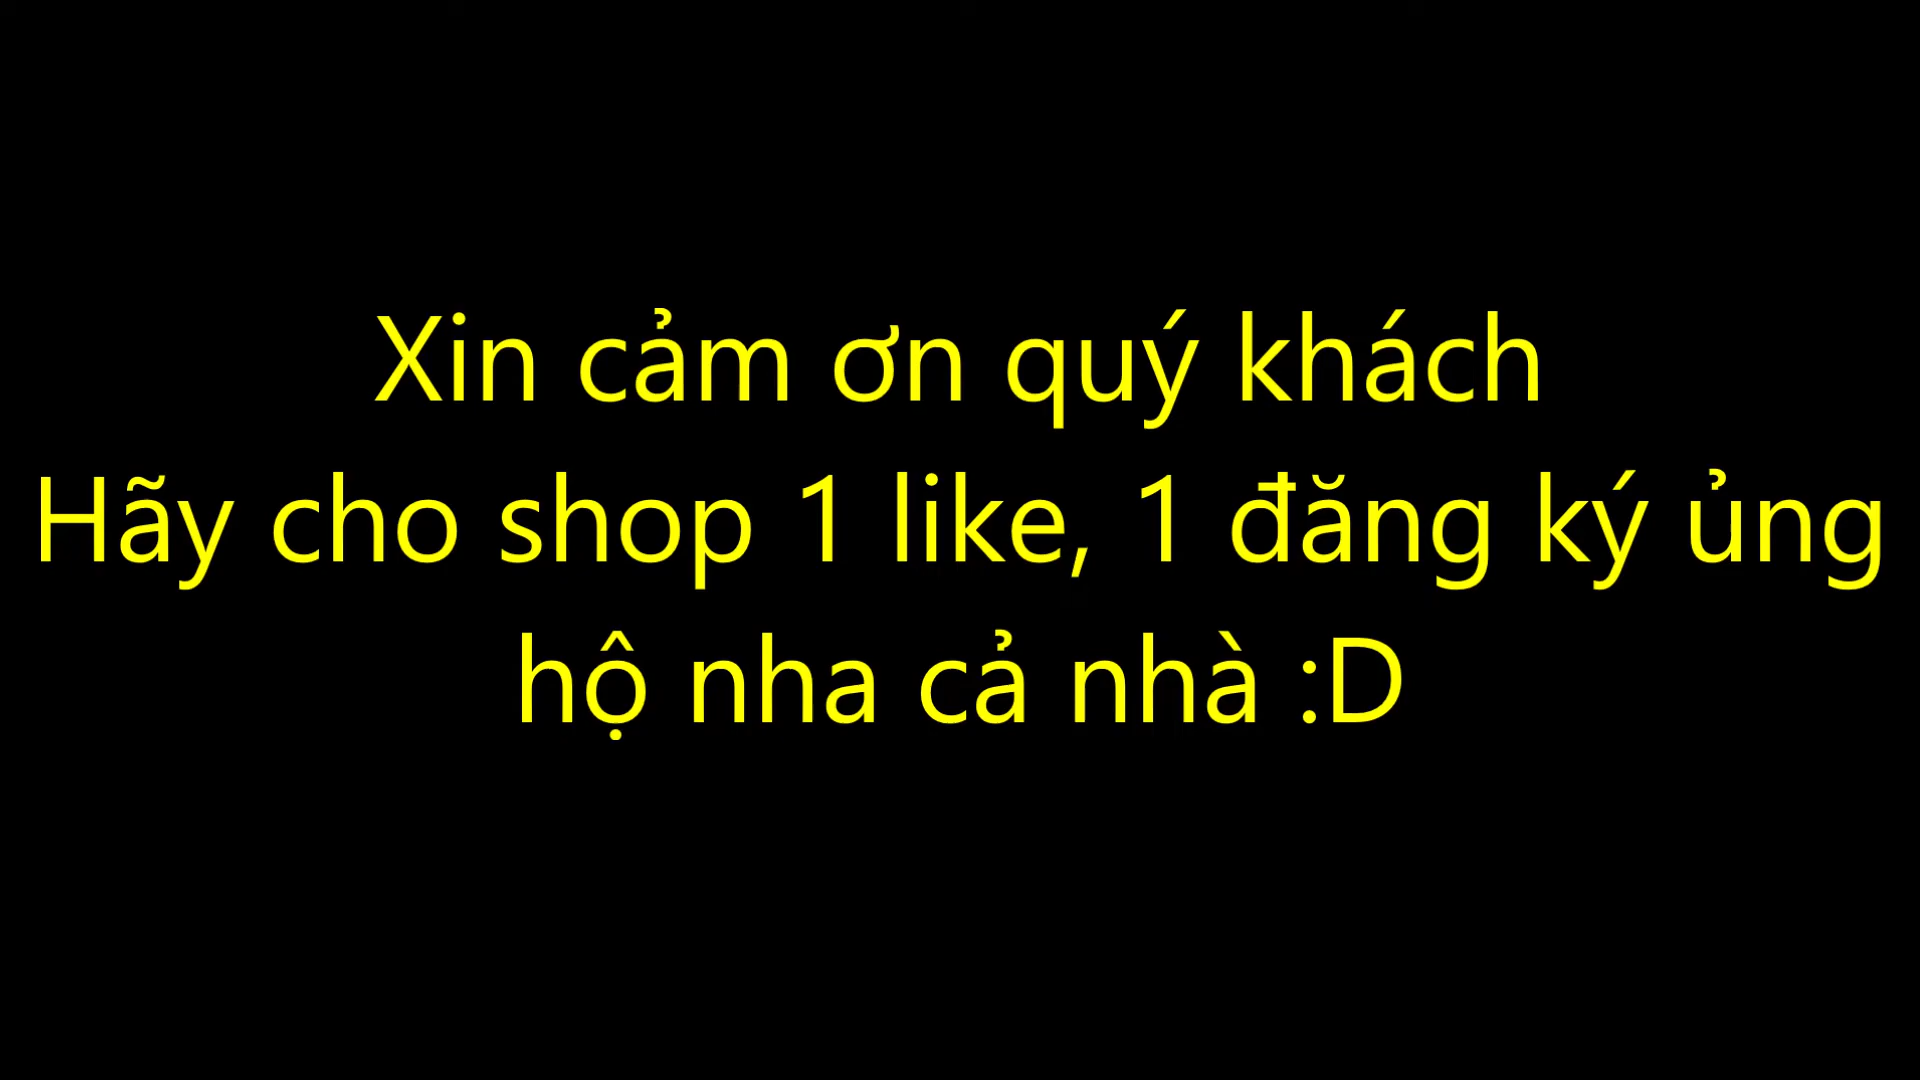 Xin cảm ơn quý khách
Hãy cho shop 1 like, 1 đăng ký ủng
hộ nha cả nhà :D